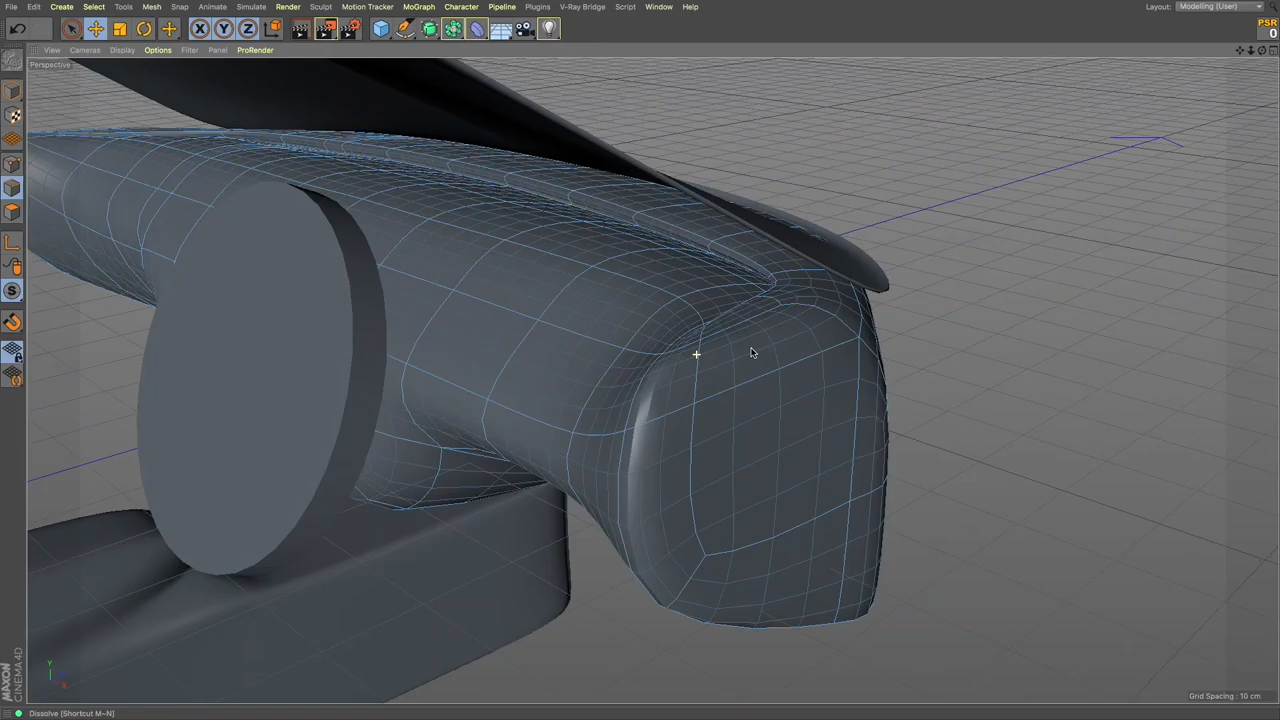 File Edit Create Select Tools Mesh Snap Animate Simulate Render Sculpt Motion Tracker MoGraph Character Pipeline Plugins V-Ray Bridge Script Window Help Layout: Modelling (User)
X Y Z PSR
0
View Cameras Display Options Filter Panel ProRender
Perspective
S
Y
X
Grid Spacing : 10 cm
MAXON
CINEMA 4D
Dissolve [Shortcut M~N]